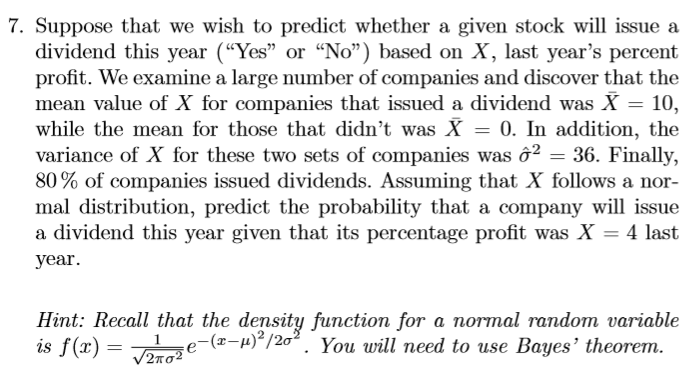 7. Suppose that we wish to predict whether a given stock will issue a
dividend this year (“Yes” or “No”) based on X, last year’s percent
profit. We examine a large number of companies and discover that the
mean value of X for companies that issued a dividend was X̄ = 10,
while the mean for those that didn’t was X̄ = 0. In addition, the
variance of X for these two sets of companies was σ̂² = 36. Finally,
80 % of companies issued dividends. Assuming that X follows a nor-
mal distribution, predict the probability that a company will issue
a dividend this year given that its percentage profit was X = 4 last
year.
Hint: Recall that the density function for a normal random variable
is f(x) = 1/√2πσ² e^−(x−μ)²/2σ². You will need to use Bayes’ theorem.